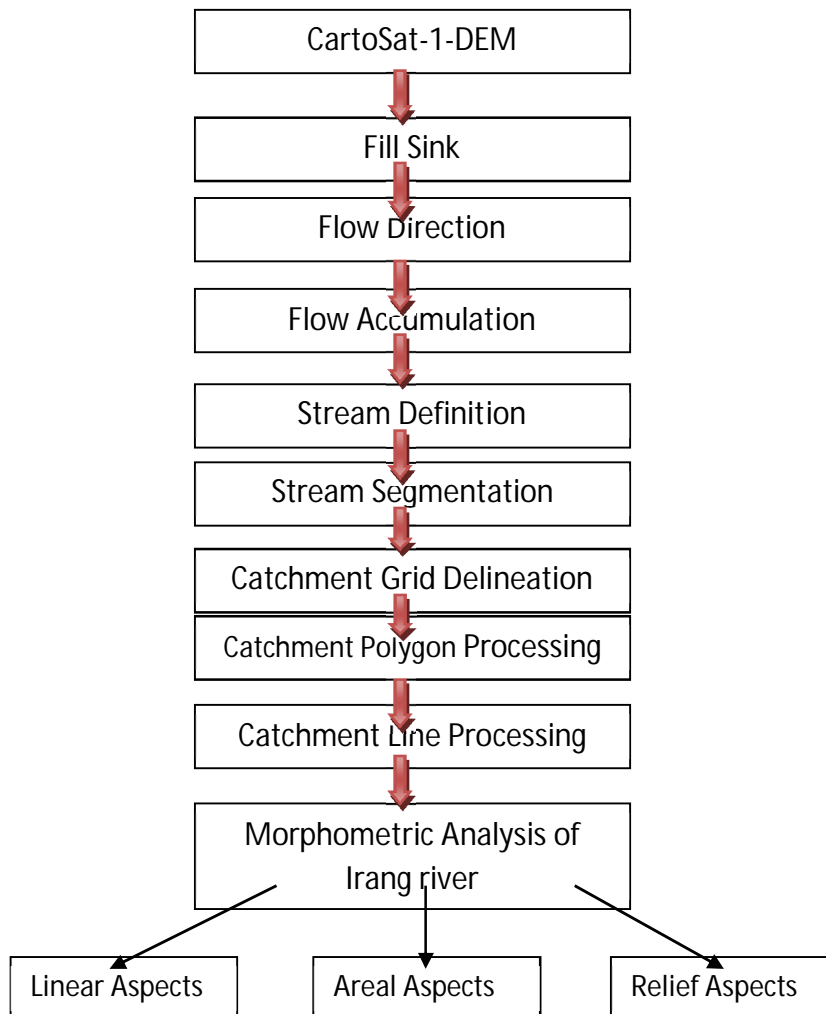 CartoSat-1-DEM
Fill Sink
Flow Direction
Flow Accumulation
Stream Definition
Stream Segmentation
Catchment Grid Delineation
Catchment Polygon Processing
Catchment Line Processing
Morphometric Analysis of
Irang river
Linear Aspects
Areal Aspects
Relief Aspects